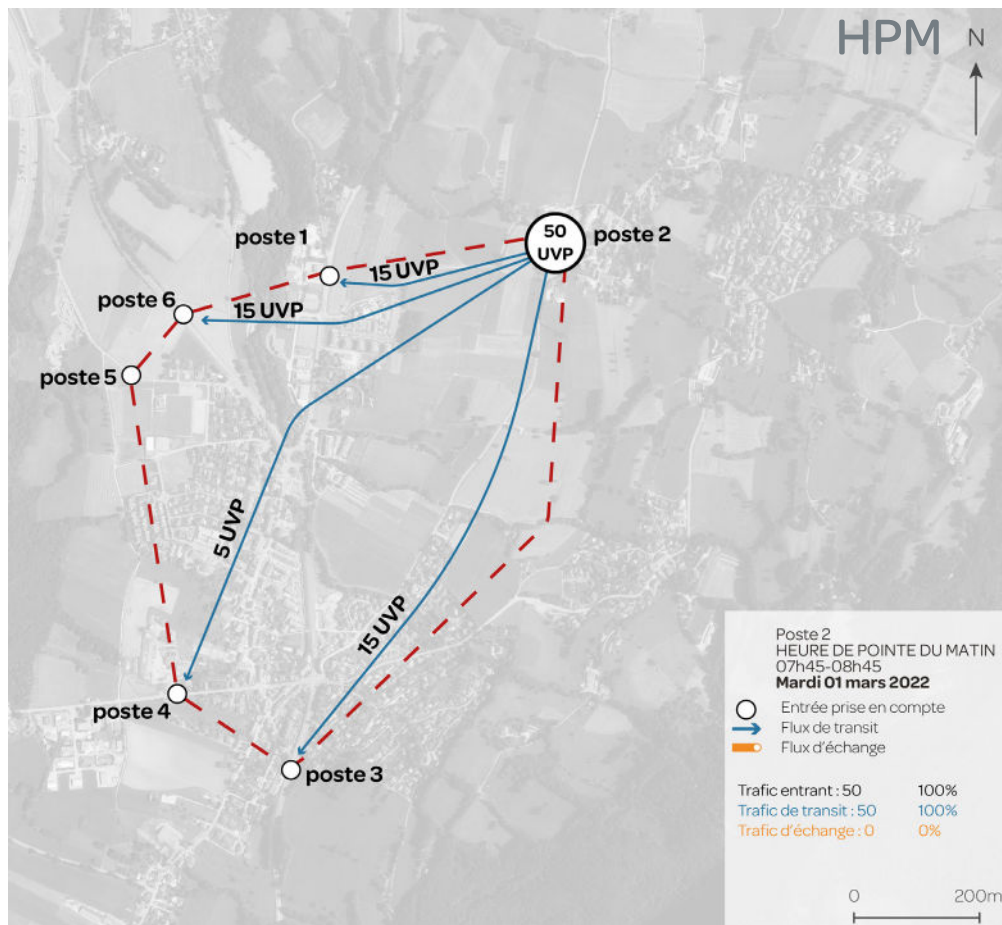 HPM
N
50
UVP
poste 2
poste 1
15 UVP
poste 6
15 UVP
poste 5
5 UVP
15 UVP
poste 4
poste 3
Poste 2
HEURE DE POINTE DU MATIN
07h45-08h45
Mardi 01 mars 2022
Entrée prise en compte
Flux de transit
Flux d'échange
Trafic entrant : 50 100%
Trafic de transit : 50 100%
Trafic d'échange : 0 0%
0 200m